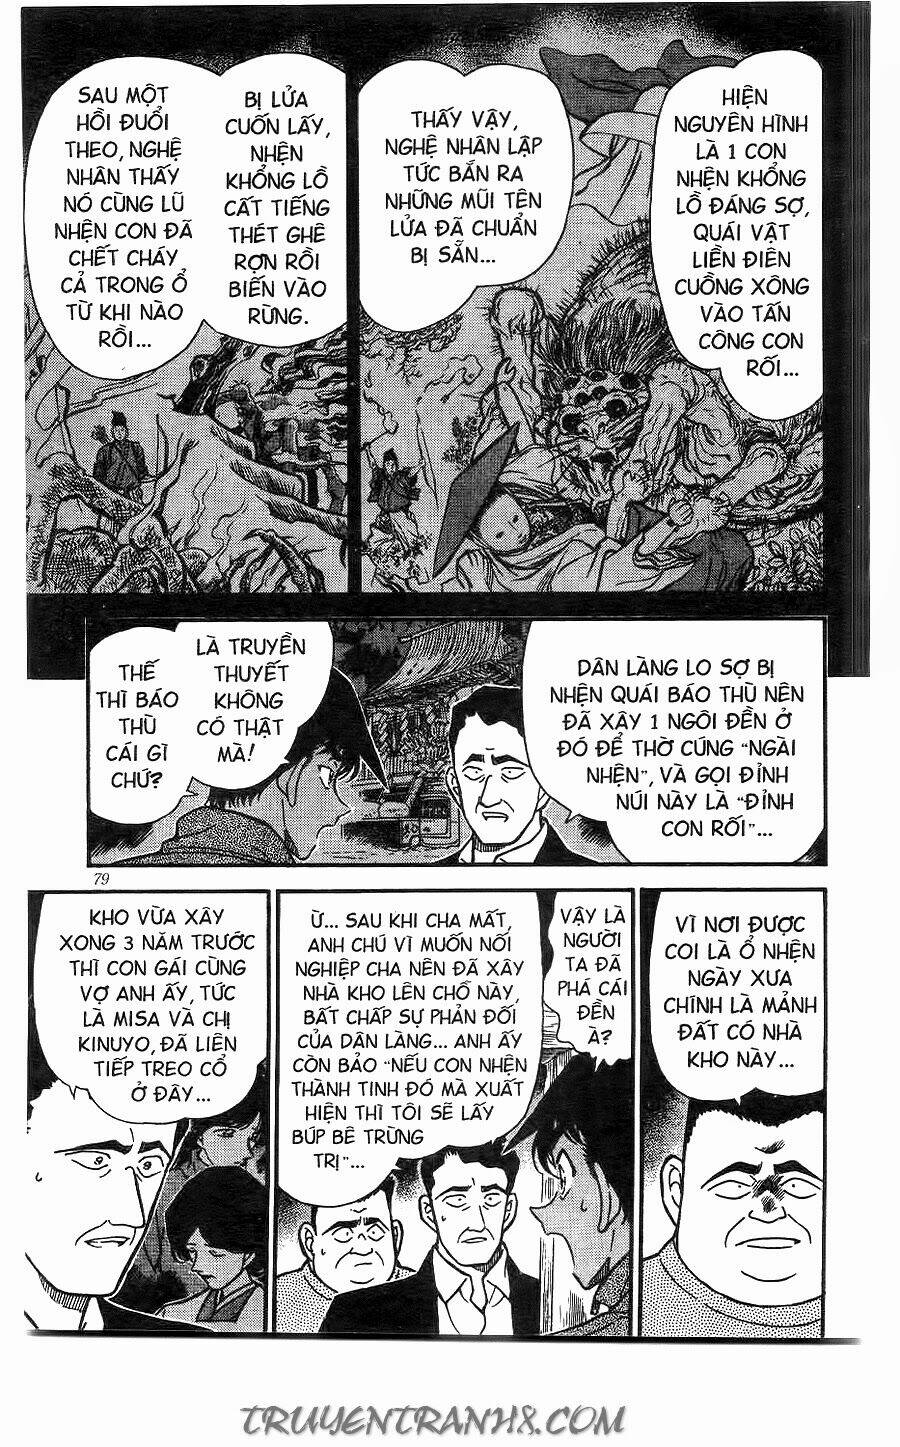 HIỆN
NGUYÊN HÌNH
LÀ 1 CON
NHỆN KHỔNG
LỒ ĐÁNG SỢ,
QUÁI VẬT
LIỀN ĐIÊN
CUỒNG XÔNG
VÀO TẤN
CÔNG CON
RỐI...
THẤY VẬY,
NGHỆ NHÂN LẬP
TỨC BẮN RA
NHỮNG MŨI TÊN
LỬA ĐÃ CHUẨN
BỊ SẴN...
BỊ LỬA
CUỐN LẤY,
NHỆN
KHỔNG LỒ
CẤT TIẾNG
THÉT GHÊ
RỢN RỒI
BIẾN VÀO
RỪNG.
SAU MỘT
HỒI ĐUỔI
THEO, NGHỆ
NHÂN THẤY
NÓ CÙNG LŨ
NHỆN CON ĐÃ
CHẾT CHÁY
CẢ TRONG Ổ
TỪ KHI NÀO
RỒI...
DÂN LÀNG LO SỢ BỊ
NHỆN QUÁI BÁO THÙ NÊN
ĐÃ XÂY 1 NGÔI ĐỀN Ở
ĐÓ ĐỂ THỜ CÚNG "NGÀI
NHỆN", VÀ GỌI ĐỈNH
NÚI NÀY LÀ "ĐỈNH
CON RỐI"...
LÀ TRUYỀN
THUYẾT
KHÔNG
CÓ THẬT
MÀ!
THẾ
THÌ BÁO
THÙ
CÁI GÌ
CHỨ?
79
VÌ NƠI ĐƯỢC
COI LÀ Ổ NHỆN
NGÀY XƯA
CHÍNH LÀ MẢNH
ĐẤT CÓ NHÀ
KHO NÀY...
VẬY LÀ
NGƯỜI
TA ĐÃ
PHÁ CÁI
ĐỀN
À?
Ừ... SAU KHI CHA MẤT,
ANH CHÚ VÌ MUỐN NỐI
NGHIỆP CHA NÊN ĐÃ XÂY
NHÀ KHO LÊN CHỖ NÀY,
BẤT CHẤP SỰ PHẢN ĐỐI
CỦA DÂN LÀNG... ANH ẤY
CÒN BẢO "NẾU CON NHỆN
THÀNH TINH ĐÓ MÀ XUẤT
HIỆN THÌ TÔI SẼ LẤY
BÚP BÊ TRỪNG
TRỊ"...
KHO VỪA XÂY
XONG 3 NĂM TRƯỚC
THÌ CON GÁI CÙNG
VỢ ANH ẤY, TỨC
LÀ MISA VÀ CHỊ
KINUYO, ĐÃ LIÊN
TIẾP TREO CỔ
Ở ĐÂY...
TRUYENTRANH8.COM